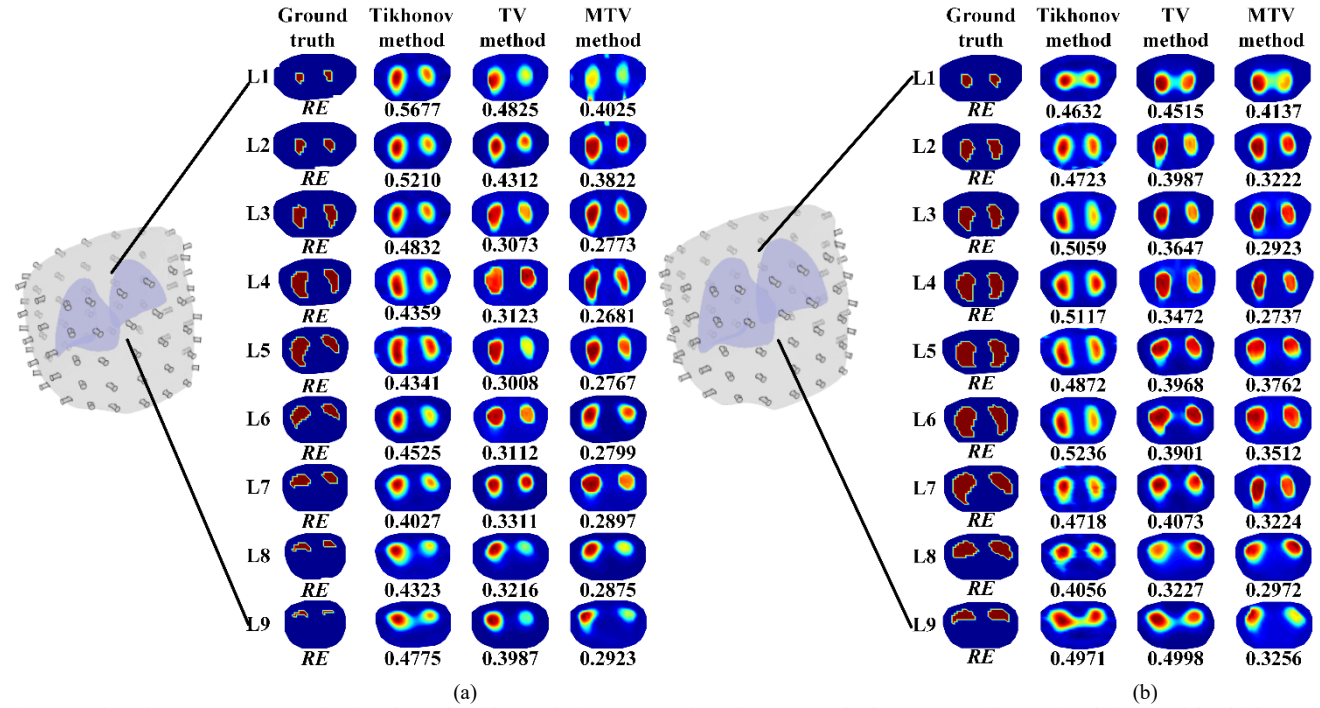 Ground Tikhonov TV MTV
truth method method method
L1
RE 0.5677 0.4825 0.4025
L2
RE 0.5210 0.4312 0.3822
L3
RE 0.4832 0.3073 0.2773
L4
RE 0.4359 0.3123 0.2681
L5
RE 0.4341 0.3008 0.2767
L6
RE 0.4525 0.3112 0.2799
L7
RE 0.4027 0.3311 0.2897
L8
RE 0.4323 0.3216 0.2875
L9
RE 0.4775 0.3987 0.2923
(a)
Ground Tikhonov TV MTV
truth method method method
L1
RE 0.4632 0.4515 0.4137
L2
RE 0.4723 0.3987 0.3222
L3
RE 0.5059 0.3647 0.2923
L4
RE 0.5117 0.3472 0.2737
L5
RE 0.4872 0.3968 0.3762
L6
RE 0.5236 0.3901 0.3512
L7
RE 0.4718 0.4073 0.3224
L8
RE 0.4056 0.3227 0.2972
L9
RE 0.4971 0.4998 0.3256
(b)